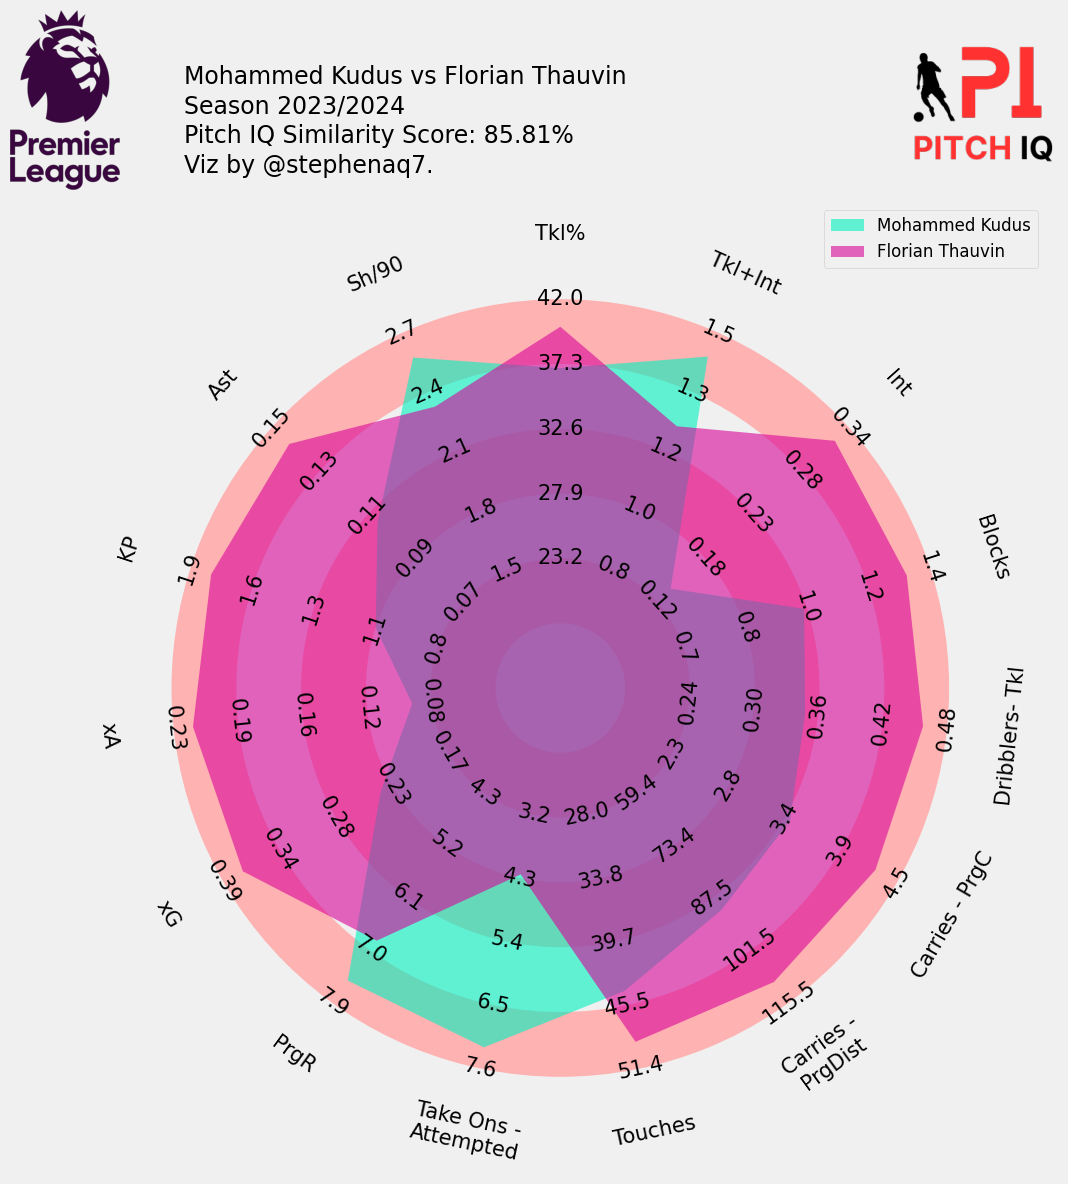 Premier
League
Mohammed Kudus vs Florian Thauvin
Season 2023/2024
Pitch IQ Similarity Score: 85.81%
Viz by @stephenaq7.
PI
PITCH IQ
Mohammed Kudus
Florian Thauvin
Tkl%
42.0
37.3
32.6
27.9
23.2
Tkl+Int
1.5
1.3
1.2
1.0
0.8
Int
0.34
0.28
0.23
0.18
0.12
Blocks
1.4
1.2
1.0
0.8
0.7
Dribblers- Tkl
0.48
0.42
0.36
0.30
0.24
Carries - PrgC
4.5
3.9
3.4
2.8
2.3
Carries -
PrgDist
115.5
101.5
87.5
73.4
59.4
Touches
51.4
45.5
39.7
33.8
28.0
Take Ons -
Attempted
7.6
6.5
5.4
4.3
3.2
PrgR
7.9
7.0
6.1
5.2
4.3
xG
0.39
0.34
0.28
0.23
0.17
xA
0.23
0.19
0.16
0.12
0.08
KP
1.9
1.6
1.3
1.1
0.8
Ast
0.15
0.13
0.11
0.09
0.07
Sh/90
2.7
2.4
2.1
1.8
1.5